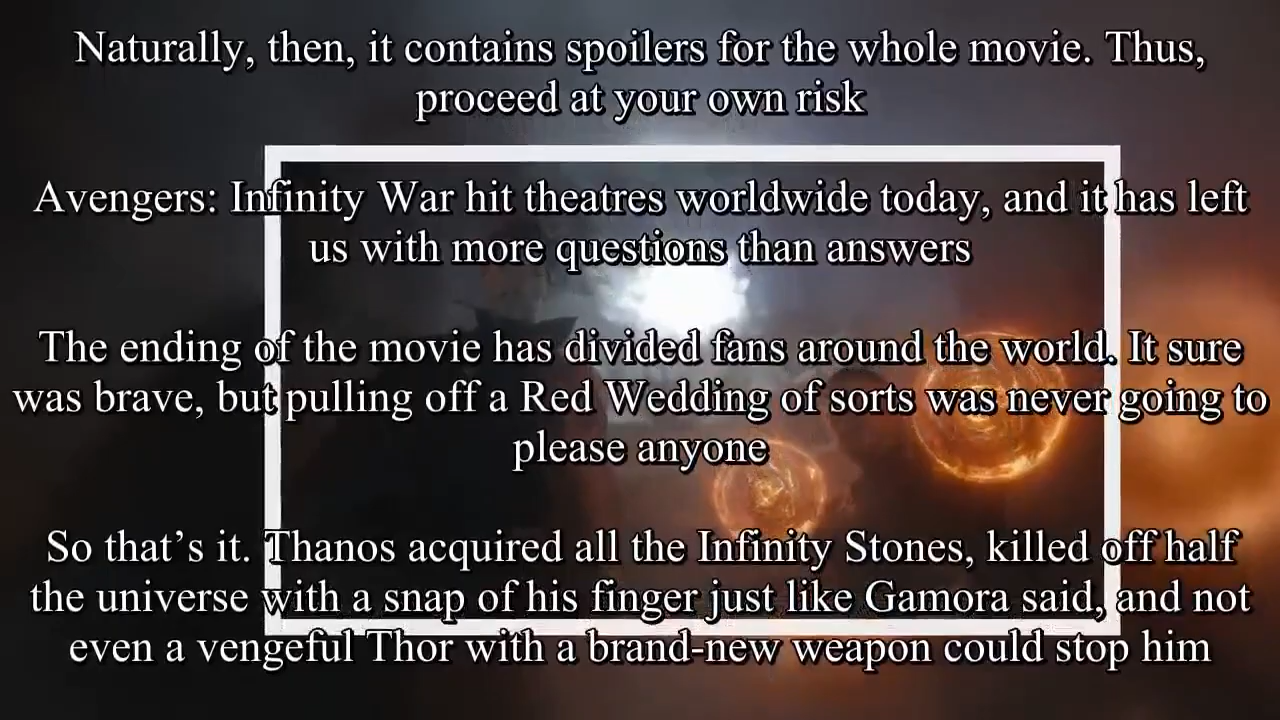 Naturally, then, it contains spoilers for the whole movie. Thus,
proceed at your own risk
Avengers: Infinity War hit theatres worldwide today, and it has left
us with more questions than answers
The ending of the movie has divided fans around the world. It sure
was brave, but pulling off a Red Wedding of sorts was never going to
please anyone
So that’s it. Thanos acquired all the Infinity Stones, killed off half
the universe with a snap of his finger just like Gamora said, and not
even a vengeful Thor with a brand-new weapon could stop him